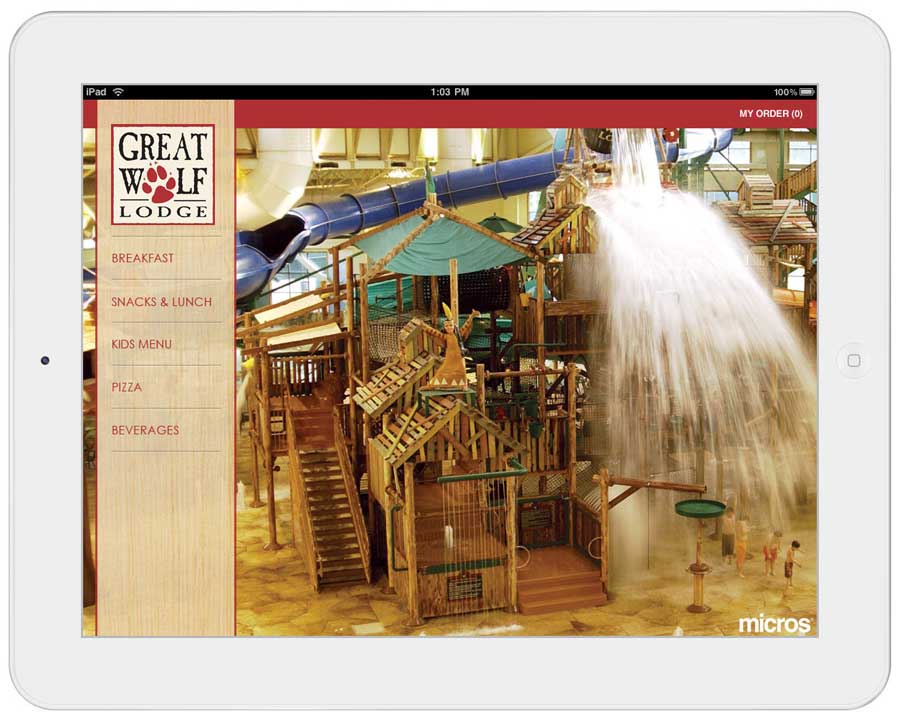 iPad 1:03 PM 100%
MY ORDER (0)
GREAT
WOLF
LODGE
BREAKFAST
SNACKS & LUNCH
KIDS MENU
PIZZA
BEVERAGES
micros